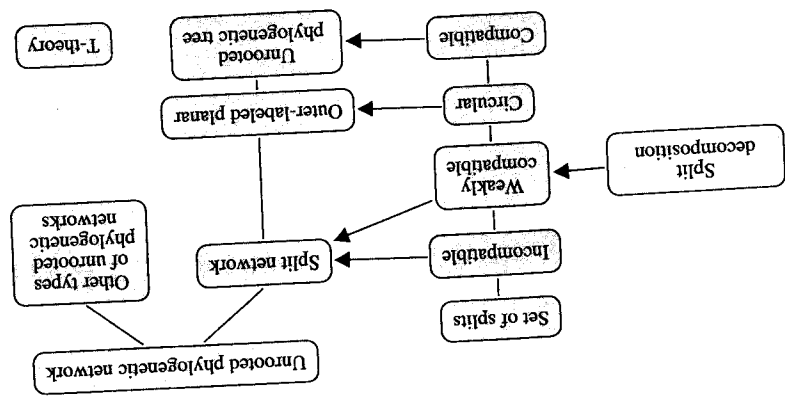 Unrooted phylogenetic network
Set of splits
Incompatible
Split network
Other types
of unrooted
phylogenetic
networks
Split
decomposition
Weakly
compatible
Circular
Outer-labeled planar
Compatible
Unrooted
phylogenetic tree
T-theory